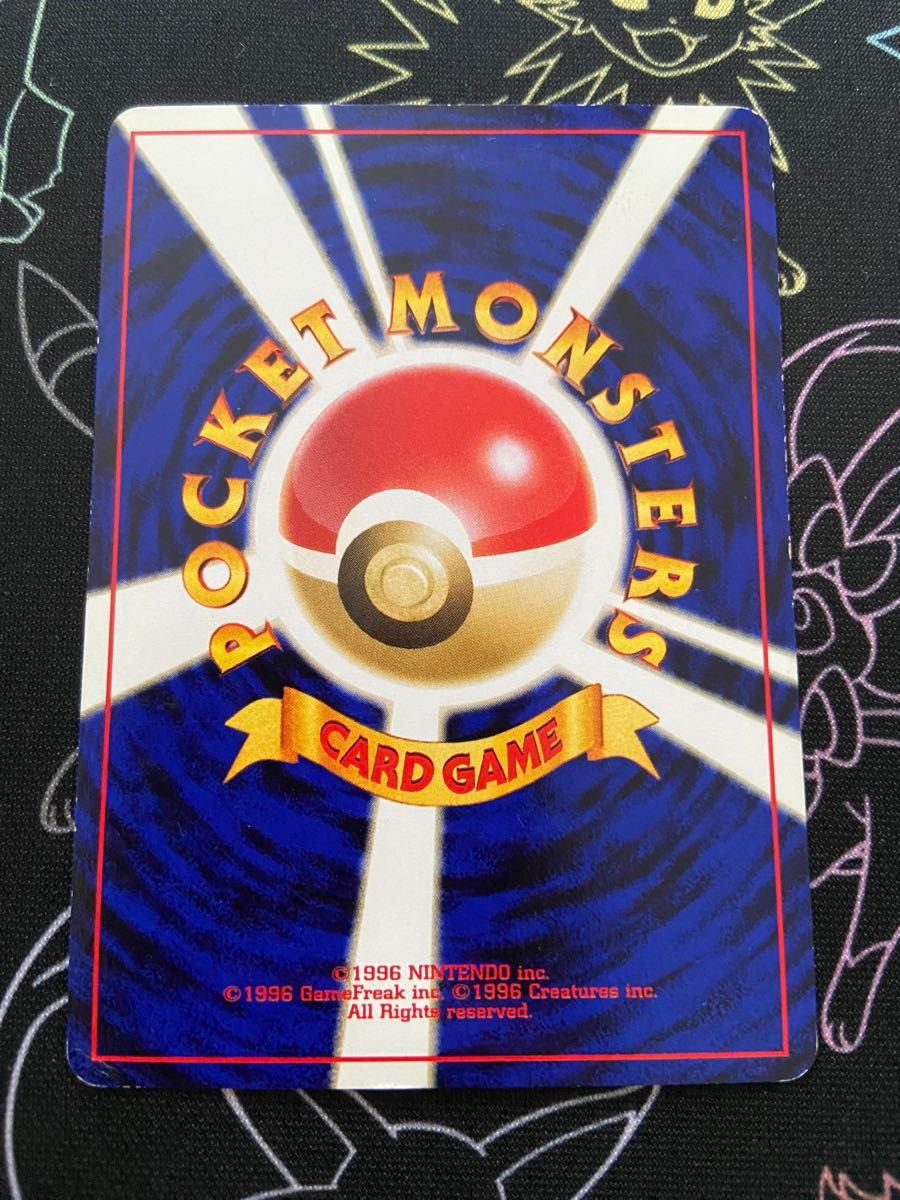 POCKET MONSTERS
CARD GAME
©1996 NINTENDO inc.
©1996 GameFreak inc. ©1996 Creatures inc.
All Rights reserved.